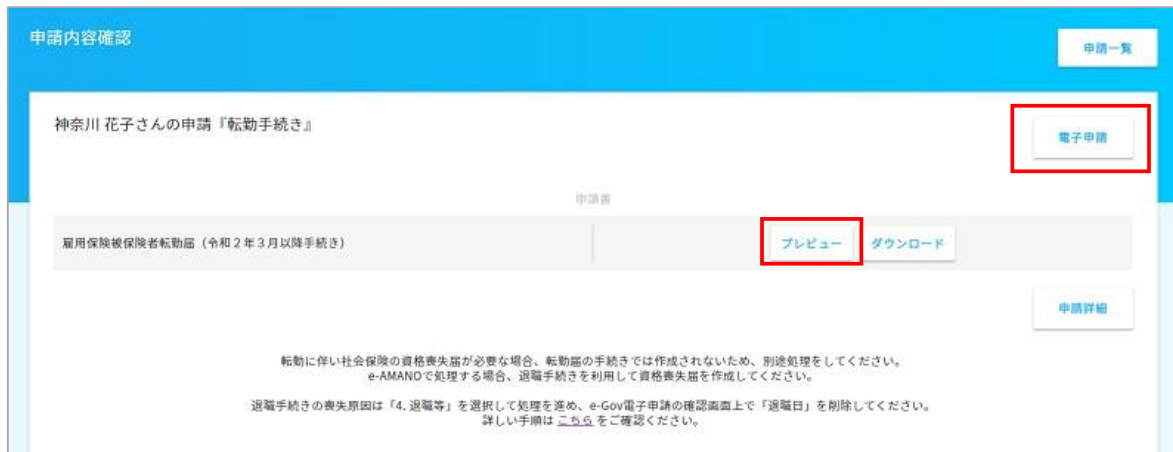 申請内容確認
申請一覧
神奈川 花子さんの申請『転勤手続き』
電子申請
申請書
雇用保険被保険者転勤届（令和２年３月以降手続き）
プレビュー
ダウンロード
申請詳細
転勤に伴い社会保険の資格喪失届が必要な場合、転勤届の手続きでは作成されないため、別途処理をしてください。
e-AMANOで処理する場合、退職手続きを利用して資格喪失届を作成してください。
退職手続きの喪失原因は「4. 退職等」を選択して処理を進め、e-Gov電子申請の確認画面上で「退職日」を削除してください。
詳しい手順は こちら をご確認ください。